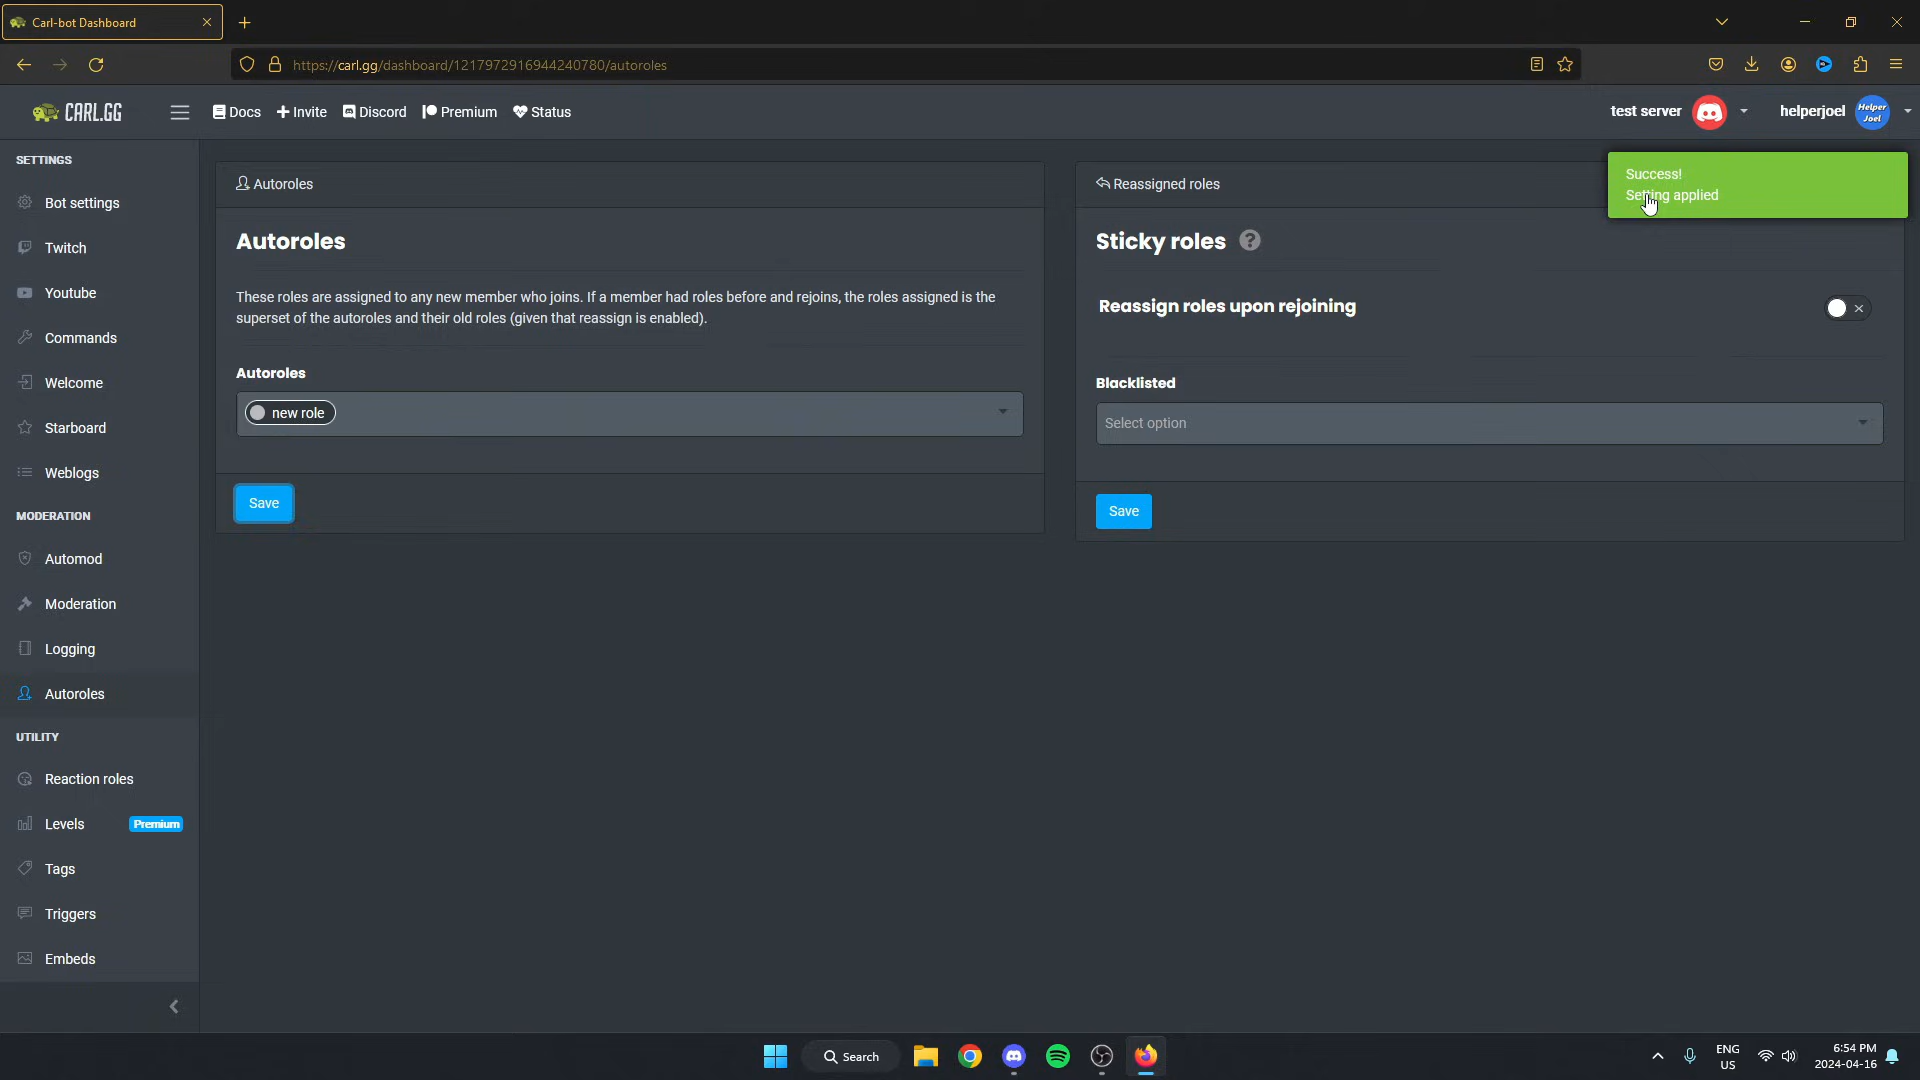 Carl-bot Dashboard
https://carl.gg/dashboard/1217972916944240780/autoroles
CARL.GG
Docs
Invite
Discord
Premium
Status
test server
helperjoel
Helper
Joel
SETTINGS
Bot settings
Twitch
Youtube
Commands
Welcome
Starboard
Weblogs
MODERATION
Automod
Moderation
Logging
Autoroles
UTILITY
Reaction roles
Levels
Premium
Tags
Triggers
Embeds
Autoroles
Autoroles
These roles are assigned to any new member who joins. If a member had roles before and rejoins, the roles assigned is the
superset of the autoroles and their old roles (given that reassign is enabled).
Autoroles
new role
Save
Reassigned roles
Sticky roles ?
Reassign roles upon rejoining
Blacklisted
Select option
Save
Success!
Setting applied
Search
ENG
US
6:54 PM
2024-04-16